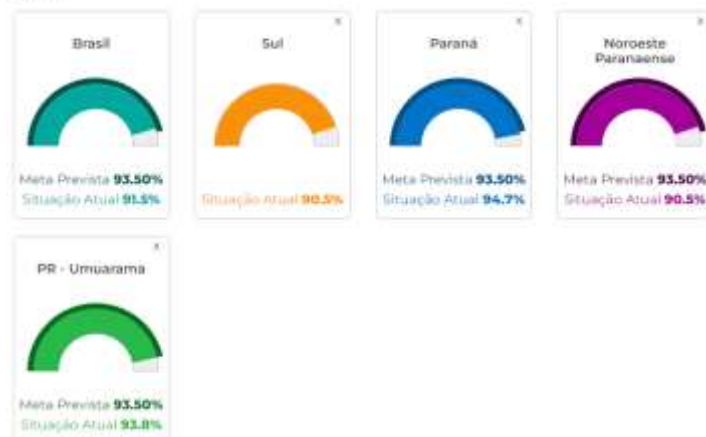 x
x
x
Brasil
Sul
Paraná
Noroeste
Paranaense
Meta Prevista 93.50%
Situação Atual 91.5%
Situação Atual 90.5%
Meta Prevista 93.50%
Situação Atual 94.7%
Meta Prevista 93.50%
Situação Atual 90.5%
x
PR - Umuarama
Meta Prevista 93.50%
Situação Atual 93.8%